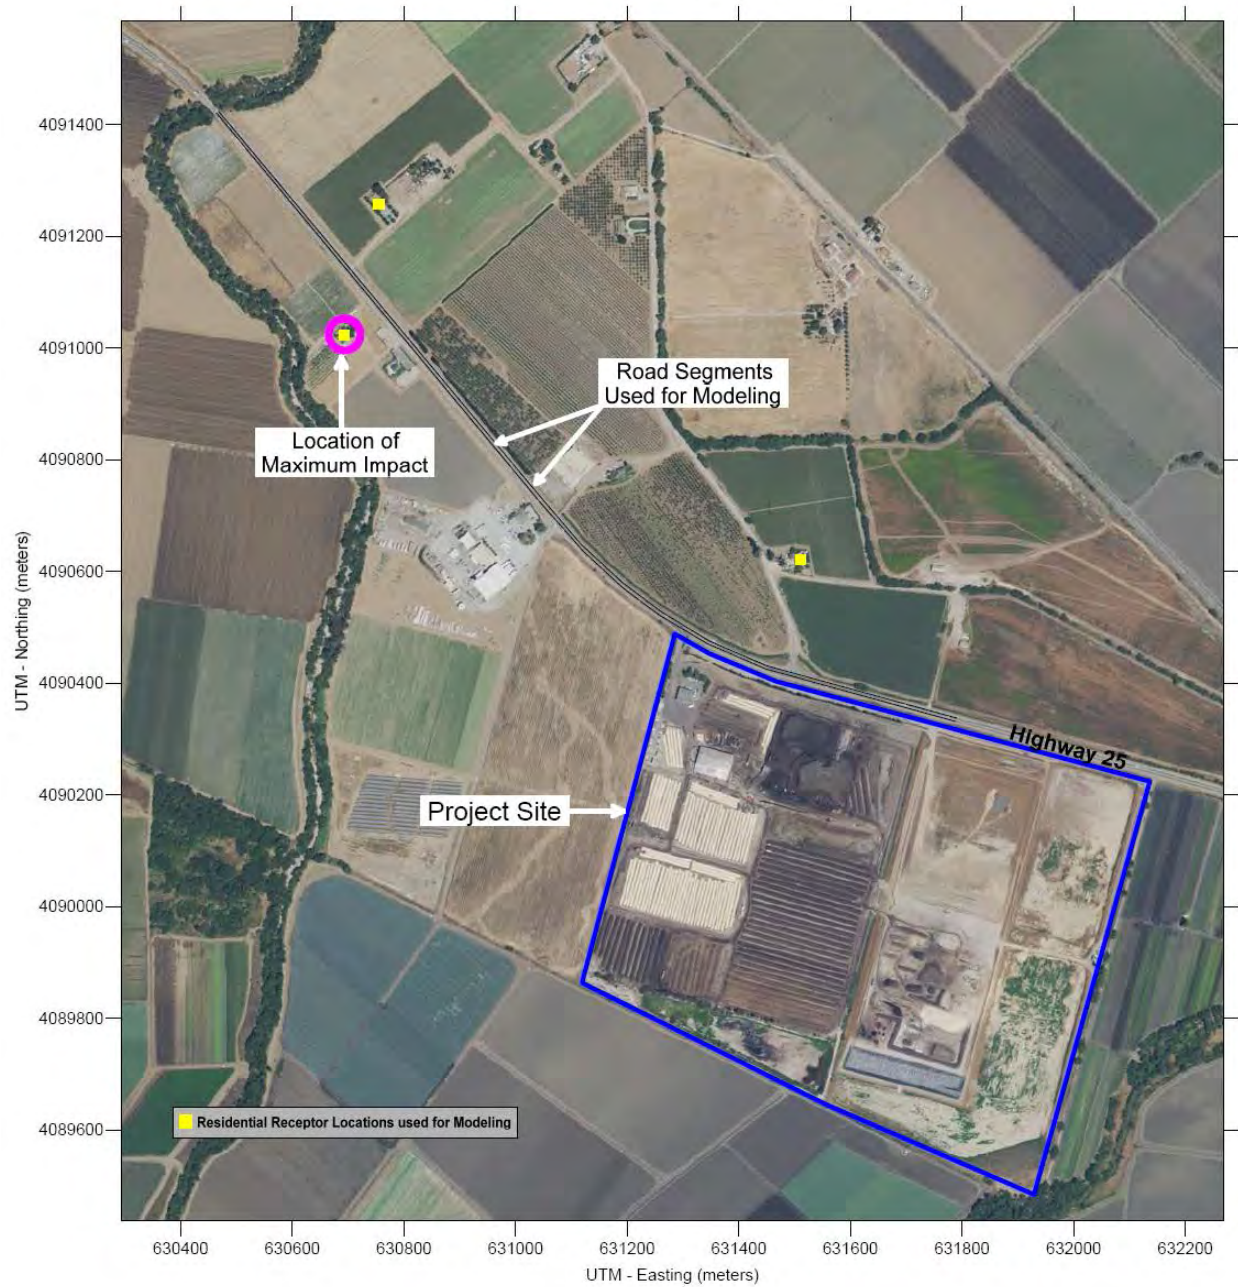 4091400
4091200
4091000
4090800
4090600
4090400
4090200
4090000
4089800
4089600
UTM - Northing (meters)
Road Segments
Used for Modeling
Location of
Maximum Impact
Highway 25
Project Site
Residential Receptor Locations used for Modeling
630400 630600 630800 631000 631200 631400 631600 631800 632000 632200
UTM - Easting (meters)